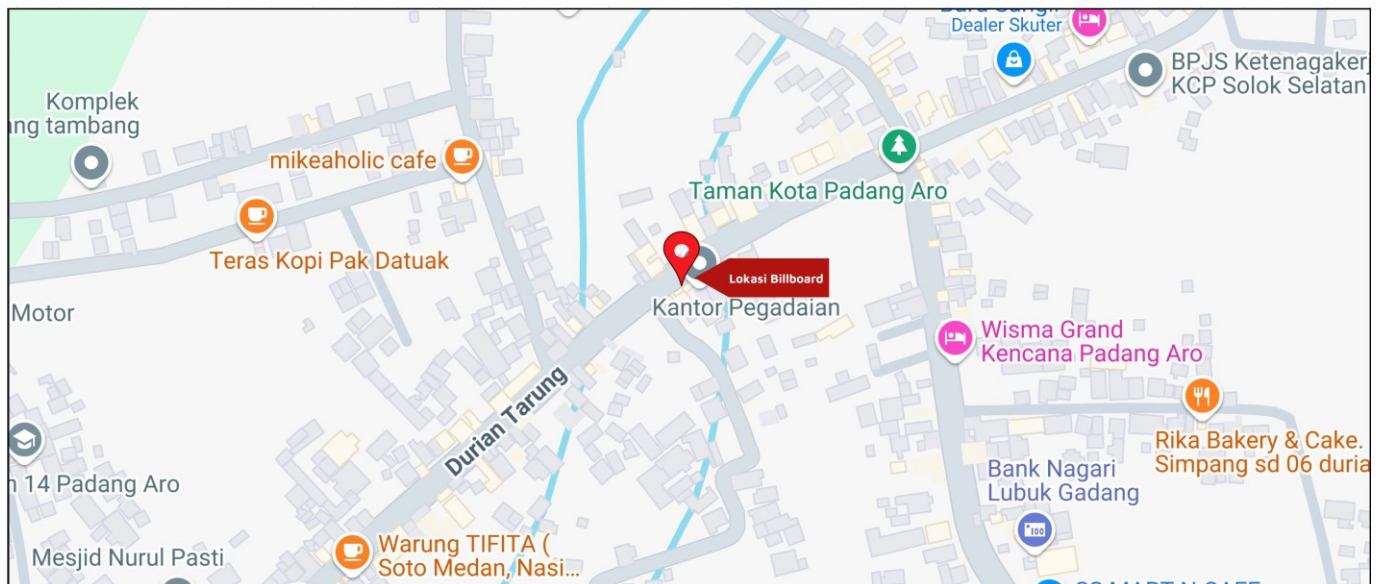 Dealer Skuter
BPJS Ketenagakerj
KCP Solok Selatan
Komplek
ng tambang
mikeaholic cafe
Taman Kota Padang Aro
Teras Kopi Pak Datuak
Lokasi Billboard
Kantor Pegadaian
Motor
Wisma Grand
Kencana Padang Aro
Durian Tarung
Rika Bakery & Cake.
Simpang sd 06 duria
Bank Nagari
Lubuk Gadang
14 Padang Aro
Mesjid Nurul Pasti
Warung TIFITA (
Soto Medan, Nasi...